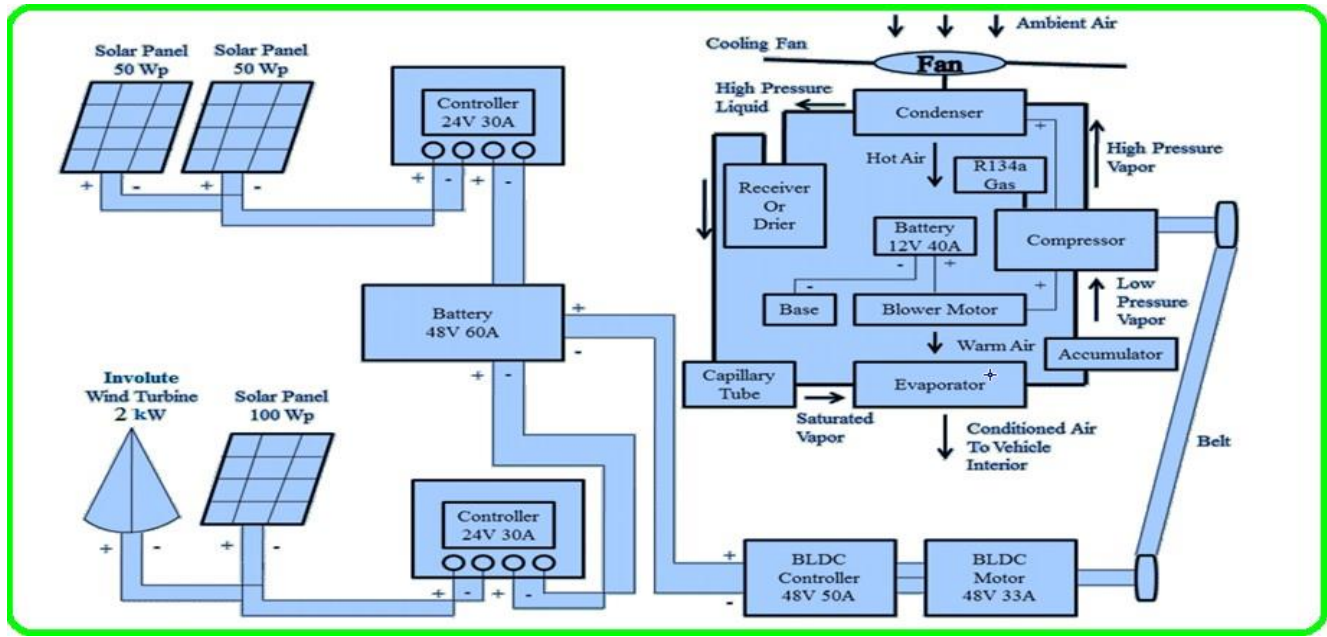 Solar Panel
50 Wp
Solar Panel
50 Wp
+
-
+
-
Controller
24V 30A
+
-
+
-
Battery
48V 60A
+
-
+
-
Involute
Wind Turbine
2 kW
Solar Panel
100 Wp
+
-
+
-
Controller
24V 30A
+
-
+
-
Ambient Air
Cooling Fan
Fan
High Pressure
Liquid
Condenser
+
Hot Air
R134a
Gas
High Pressure
Vapor
Receiver
Or
Drier
Battery
12V 40A
-
+
Compressor
+
-
Base
Blower Motor
Low
Pressure
Vapor
Warm Air
Accumulator
Capillary
Tube
Evaporator
Saturated
Vapor
Conditioned Air
To Vehicle
Interior
Belt
+
-
BLDC
Controller
48V 50A
BLDC
Motor
48V 33A